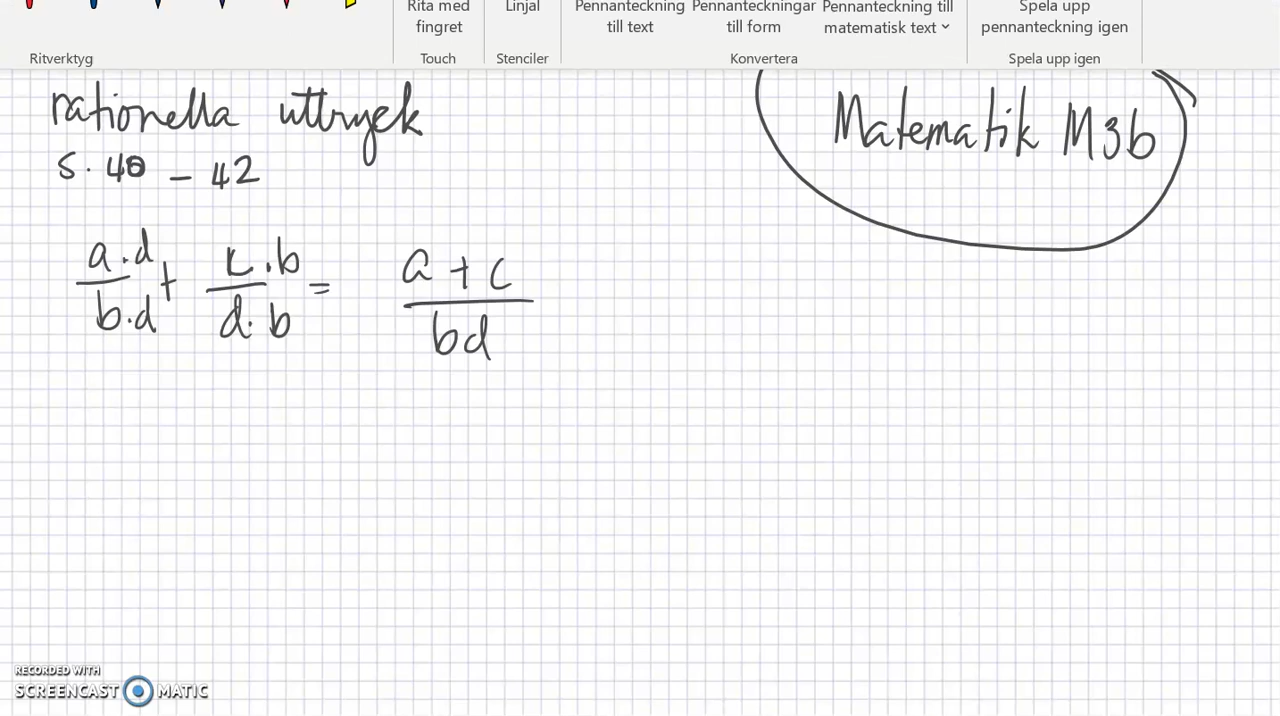 Rita med fingret
Linjal
Pennanteckning till text
Pennanteckningar till form
Pennanteckning till matematisk text
Spela upp pennanteckning igen
Ritverktyg
Touch
Stenciler
Konvertera
Spela upp igen
rationella uttryck
s. 40 – 42
Matematik M3b
a·d/b·d + c·b/d·b = a + c/bd
RECORDED WITH
SCREENCAST MATIC